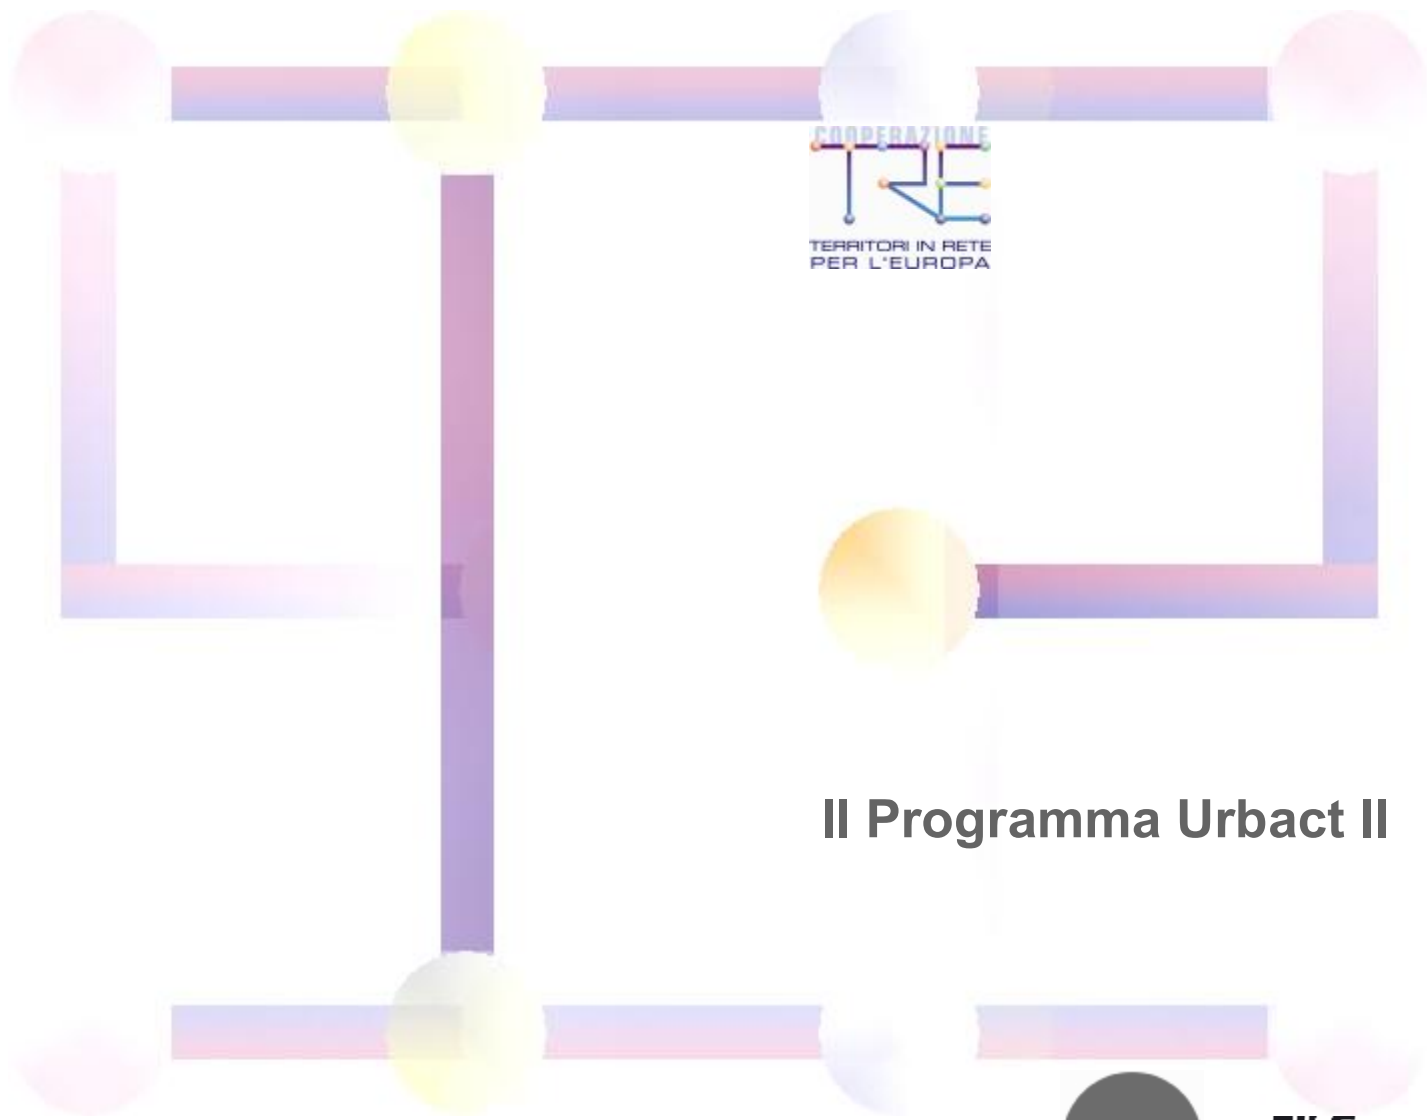 COOPERAZIONE
TRE
TERRITORI IN RETE
PER L'EUROPA
Il Programma Urbact II